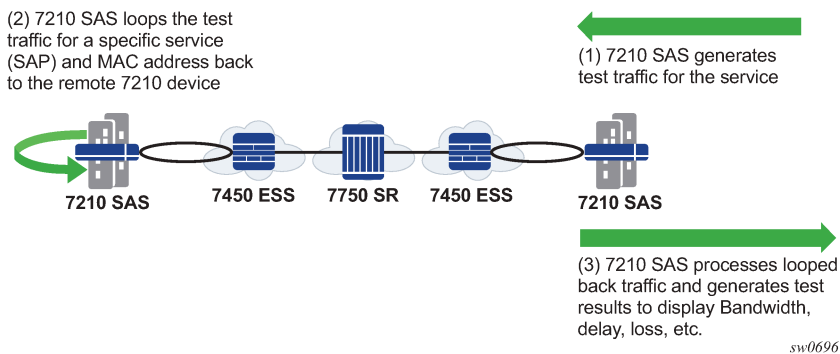 (2) 7210 SAS loops the test
traffic for a specific service
(SAP) and MAC address back
to the remote 7210 device
(1) 7210 SAS generates
test traffic for the service
7210 SAS
7450 ESS
7750 SR
7450 ESS
7210 SAS
(3) 7210 SAS processes looped
back traffic and generates test
results to display Bandwidth,
delay, loss, etc.
sw0696